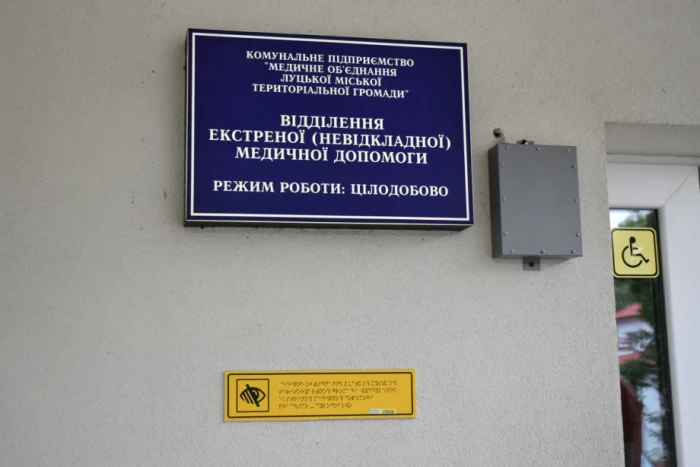 КОМУНАЛЬНЕ ПІДПРИЄМСТВО
"МЕДИЧНЕ ОБ'ЄДНАННЯ
ЛУЦЬКОЇ МІСЬКОЇ
ТЕРИТОРІАЛЬНОЇ ГРОМАДИ"
ВІДДІЛЕННЯ
ЕКСТРЕНОЇ (НЕВІДКЛАДНОЇ)
МЕДИЧНОЇ ДОПОМОГИ
РЕЖИМ РОБОТИ: ЦІЛОДОБОВО